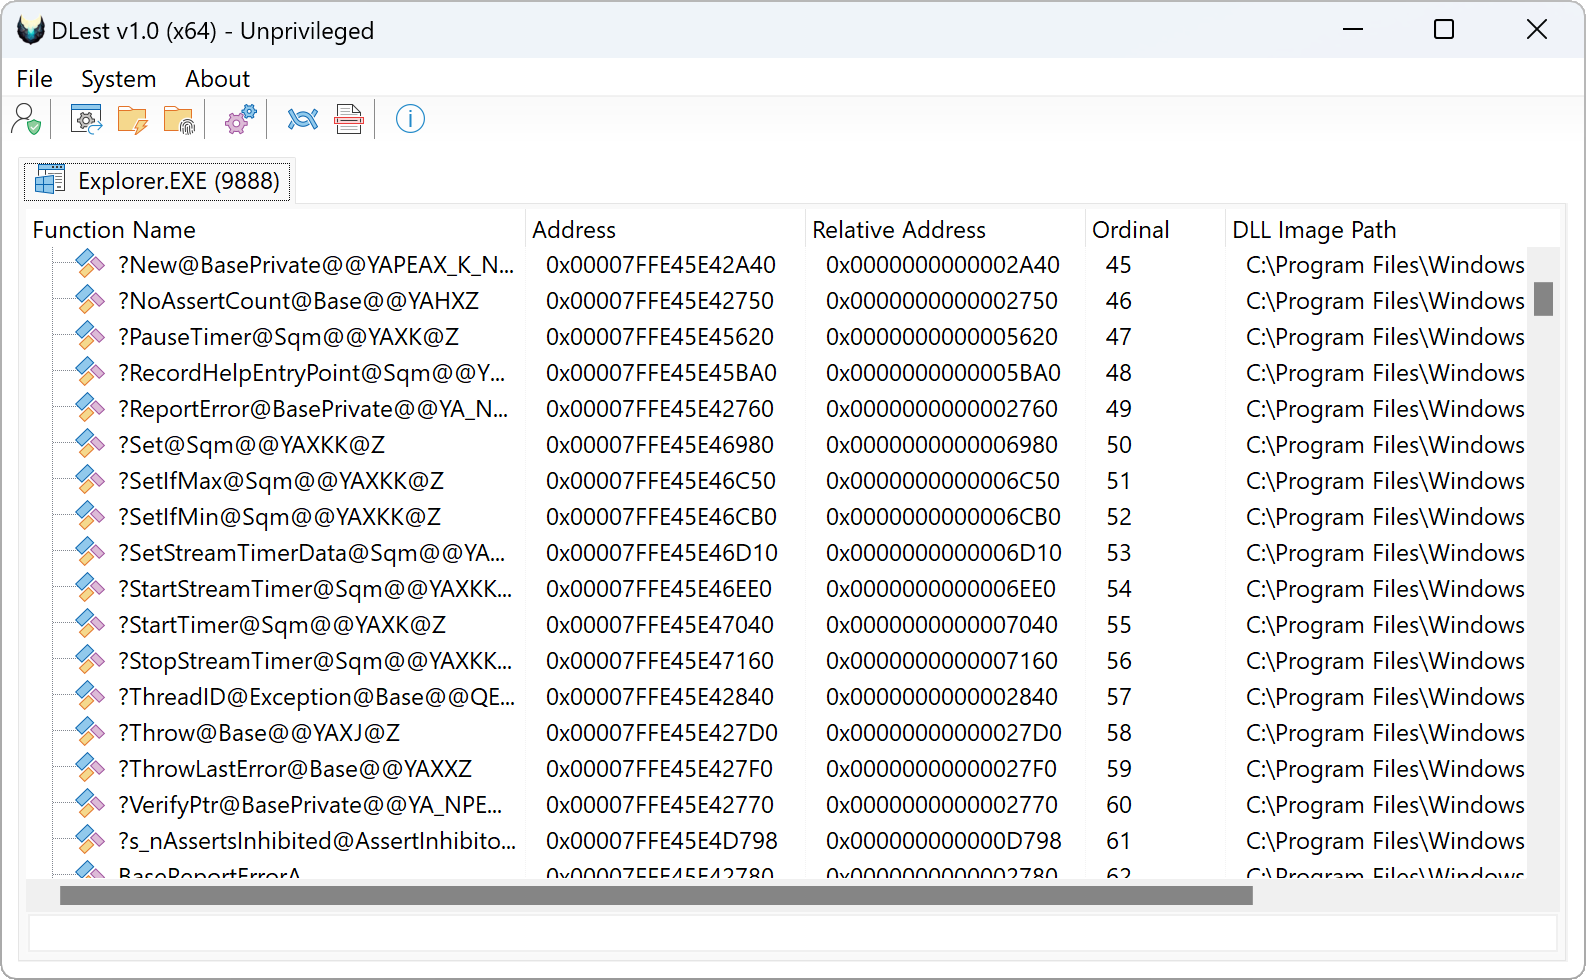 DLest v1.0 (x64) - Unprivileged
File System About
Explorer.EXE (9888)
Function Name Address Relative Address Ordinal DLL Image Path
?New@BasePrivate@@YAPEAX_K_N... 0x00007FFE45E42A40 0x0000000000002A40 45 C:\Program Files\Windows
?NoAssertCount@Base@@YAHXZ 0x00007FFE45E42750 0x0000000000002750 46 C:\Program Files\Windows
?PauseTimer@Sqm@@YAXK@Z 0x00007FFE45E45620 0x0000000000005620 47 C:\Program Files\Windows
?RecordHelpEntryPoint@Sqm@@Y... 0x00007FFE45E45BA0 0x0000000000005BA0 48 C:\Program Files\Windows
?ReportError@BasePrivate@@YA_N... 0x00007FFE45E42760 0x0000000000002760 49 C:\Program Files\Windows
?Set@Sqm@@YAXKK@Z 0x00007FFE45E46980 0x0000000000006980 50 C:\Program Files\Windows
?SetIfMax@Sqm@@YAXKK@Z 0x00007FFE45E46C50 0x0000000000006C50 51 C:\Program Files\Windows
?SetIfMin@Sqm@@YAXKK@Z 0x00007FFE45E46CB0 0x0000000000006CB0 52 C:\Program Files\Windows
?SetStreamTimerData@Sqm@@YA... 0x00007FFE45E46D10 0x0000000000006D10 53 C:\Program Files\Windows
?StartStreamTimer@Sqm@@YAXKK... 0x00007FFE45E46EE0 0x0000000000006EE0 54 C:\Program Files\Windows
?StartTimer@Sqm@@YAXK@Z 0x00007FFE45E47040 0x0000000000007040 55 C:\Program Files\Windows
?StopStreamTimer@Sqm@@YAXKK... 0x00007FFE45E47160 0x0000000000007160 56 C:\Program Files\Windows
?ThreadID@Exception@Base@@QE... 0x00007FFE45E42840 0x0000000000002840 57 C:\Program Files\Windows
?Throw@Base@@YAXJ@Z 0x00007FFE45E427D0 0x00000000000027D0 58 C:\Program Files\Windows
?ThrowLastError@Base@@YAXXZ 0x00007FFE45E427F0 0x00000000000027F0 59 C:\Program Files\Windows
?VerifyPtr@BasePrivate@@YA_NPE... 0x00007FFE45E42770 0x0000000000002770 60 C:\Program Files\Windows
?s_nAssertsInhibited@AssertInhibito... 0x00007FFE45E4D798 0x000000000000D798 61 C:\Program Files\Windows
BaseReportErrorA 0x00007FFE45E42780 0x0000000000002780 62 C:\Program Files\Windows